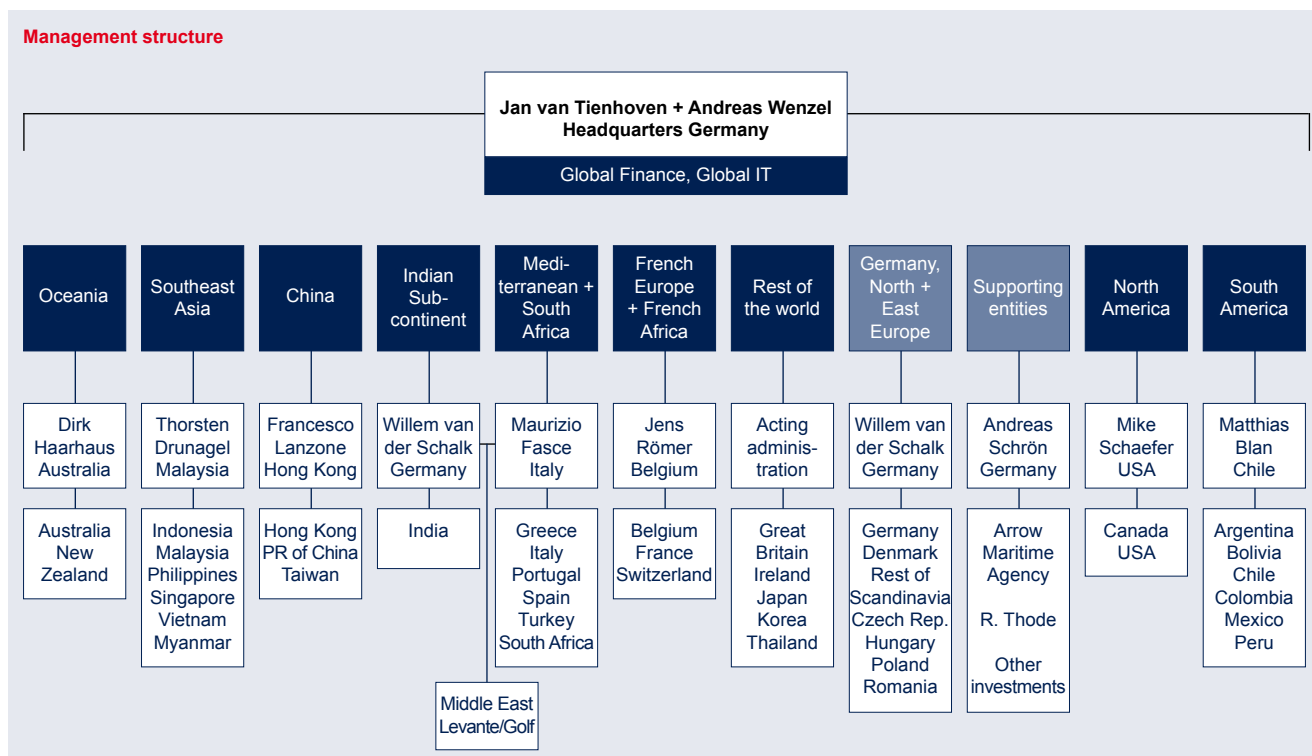 Management structure
Jan van Tienhoven + Andreas Wenzel
Headquarters Germany
Global Finance, Global IT
Oceania
Southeast
Asia
China
Indian
Sub-
continent
Medi-
terranean +
South
Africa
French
Europe
+ French
Africa
Rest of
the world
Germany,
North +
East
Europe
Supporting
entities
North
America
South
America
Dirk
Haarhaus
Australia
Thorsten
Drunagel
Malaysia
Francesco
Lanzone
Hong Kong
Willem van
der Schalk
Germany
Maurizio
Fasce
Italy
Jens
Römer
Belgium
Acting
adminis-
tration
Willem van
der Schalk
Germany
Andreas
Schrön
Germany
Mike
Schaefer
USA
Matthias
Blan
Chile
Australia
New
Zealand
Indonesia
Malaysia
Philippines
Singapore
Vietnam
Myanmar
Hong Kong
PR of China
Taiwan
India
Greece
Italy
Portugal
Spain
Turkey
South Africa
Belgium
France
Switzerland
Great
Britain
Ireland
Japan
Korea
Thailand
Germany
Denmark
Rest of
Scandinavia
Czech Rep.
Hungary
Poland
Romania
Arrow
Maritime
Agency
R. Thode
Other
investments
Canada
USA
Argentina
Bolivia
Chile
Colombia
Mexico
Peru
Middle East
Levante/Golf